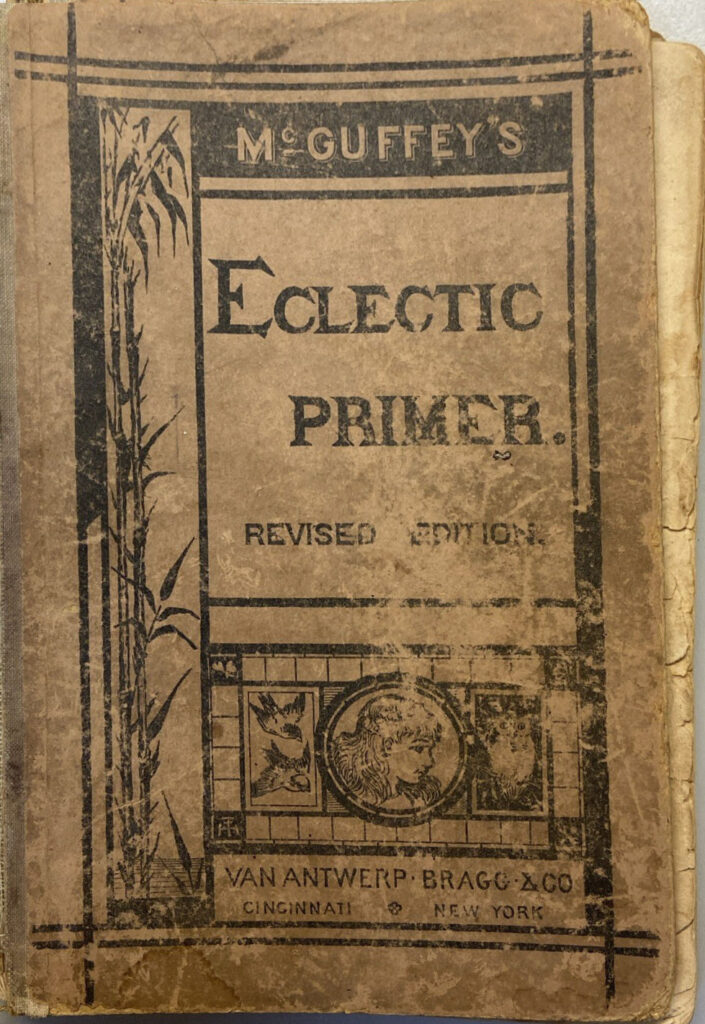 McGUFFEY'S
ECLECTIC
PRIMER.
REVISED EDITION.
VAN ANTWERP · BRAGG · & CO
CINCINNATI NEW YORK